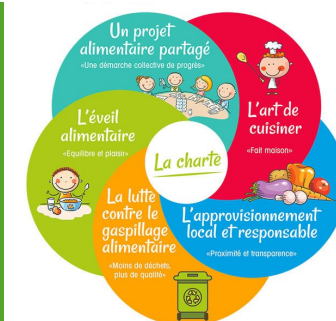 Un projet
alimentaire partagé
«Une démarche collective de progrès»
L'art de
cuisiner
«Fait maison»
L'éveil
alimentaire
«Equilibre et plaisir»
La charte
La lutte
contre le
gaspillage
alimentaire
«Moins de déchets,
plus de qualité»
L'approvisionnement
local et responsable
«Proximité et transparence»